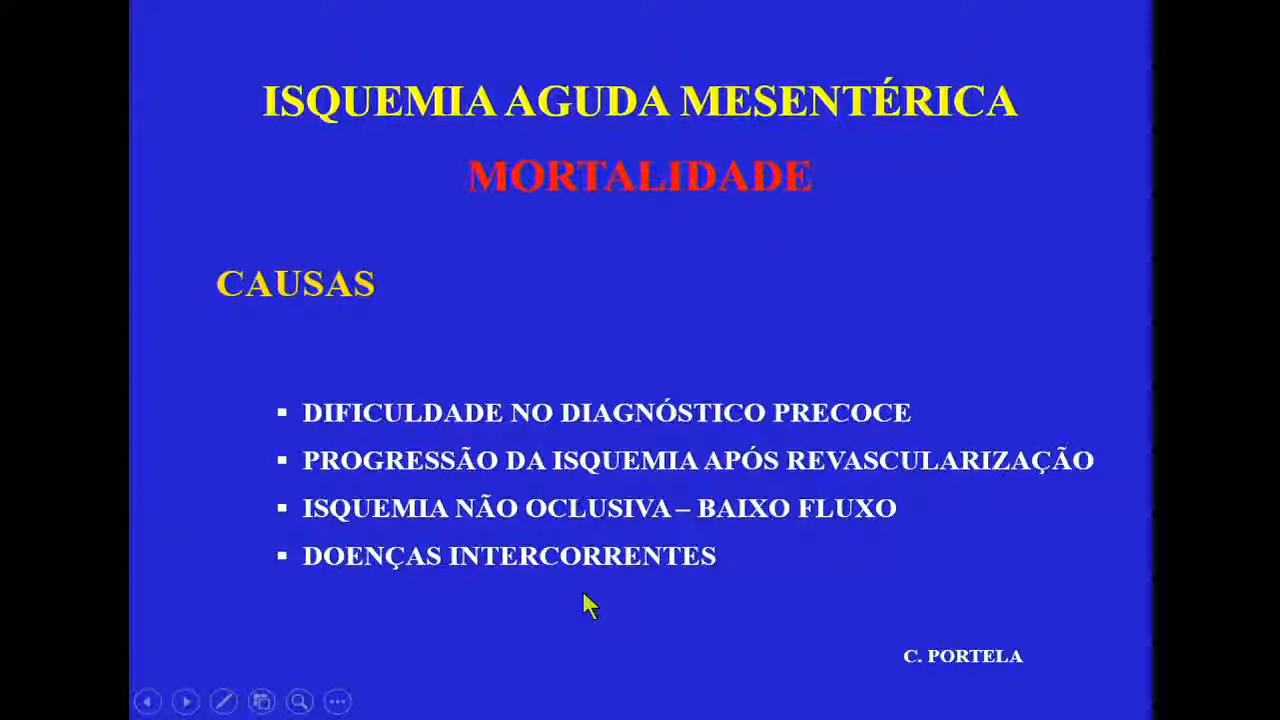 ISQUEMIA AGUDA MESENTÉRICA
MORTALIDADE
CAUSAS
▪ DIFICULDADE NO DIAGNÓSTICO PRECOCE
▪ PROGRESSÃO DA ISQUEMIA APÓS REVASCULARIZAÇÃO
▪ ISQUEMIA NÃO OCLUSIVA – BAIXO FLUXO
▪ DOENÇAS INTERCORRENTES
C. PORTELA